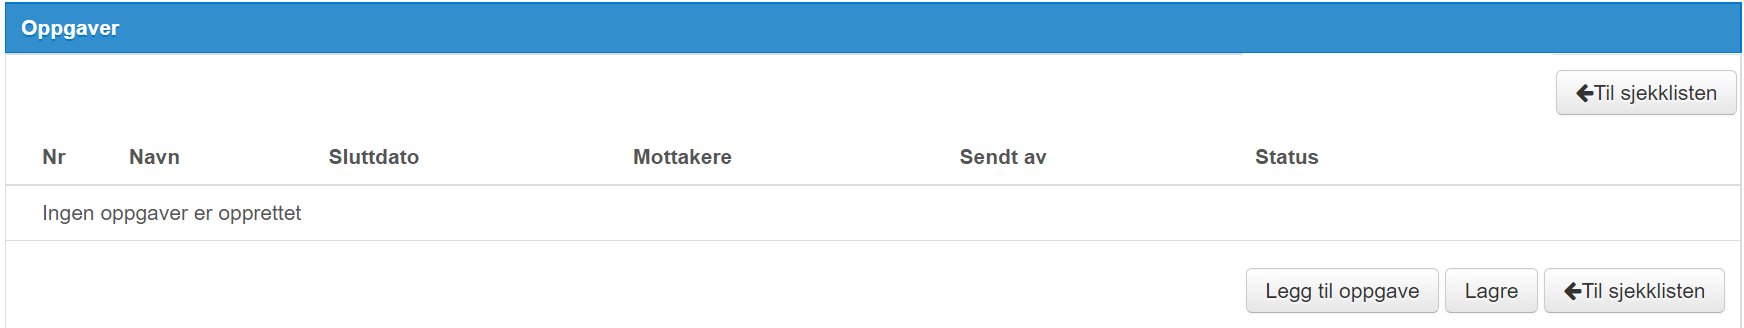 Oppgaver
Til sjekklisten
Nr Navn Sluttdato Mottakere Sendt av Status
Ingen oppgaver er opprettet
Legg til oppgave Lagre Til sjekklisten